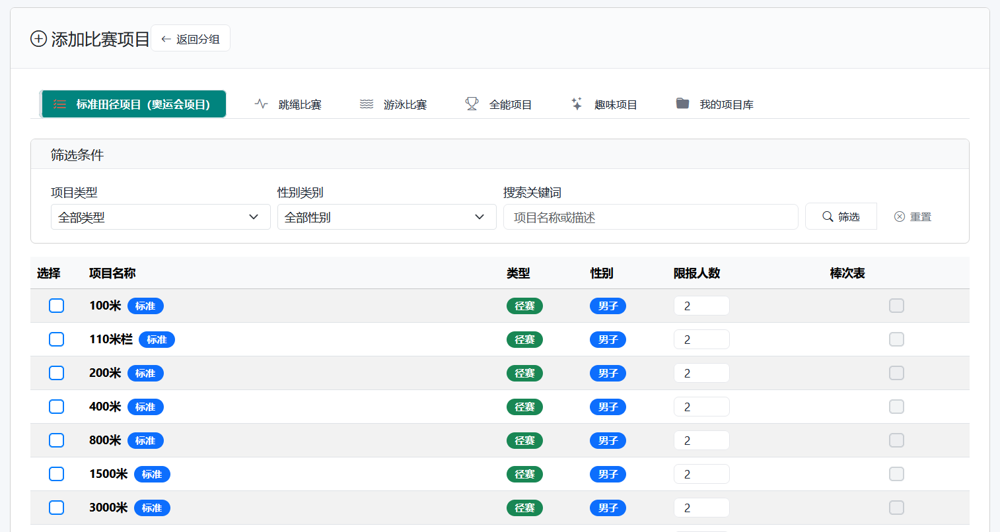 添加比赛项目 返回分组
标准田径项目（奥运会项目） 跳绳比赛 游泳比赛 全能项目 趣味项目 我的项目库
筛选条件
项目类型 性别类别 搜索关键词
全部类型 全部性别 项目名称或描述 筛选 重置
选择 项目名称 类型 性别 限报人数 棒次表
100米 标准 径赛 男子 2
110米栏 标准 径赛 男子 2
200米 标准 径赛 男子 2
400米 标准 径赛 男子 2
800米 标准 径赛 男子 2
1500米 标准 径赛 男子 2
3000米 标准 径赛 男子 2